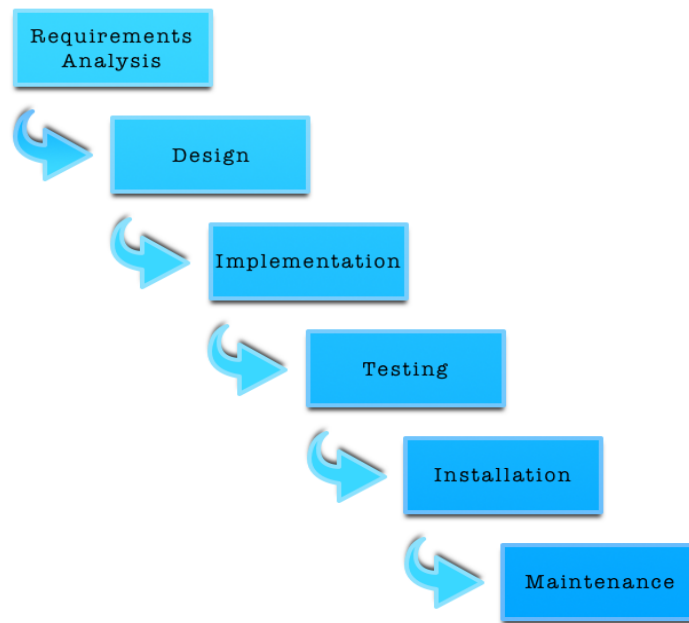 Requirements
Analysis
Design
Implementation
Testing
Installation
Maintenance